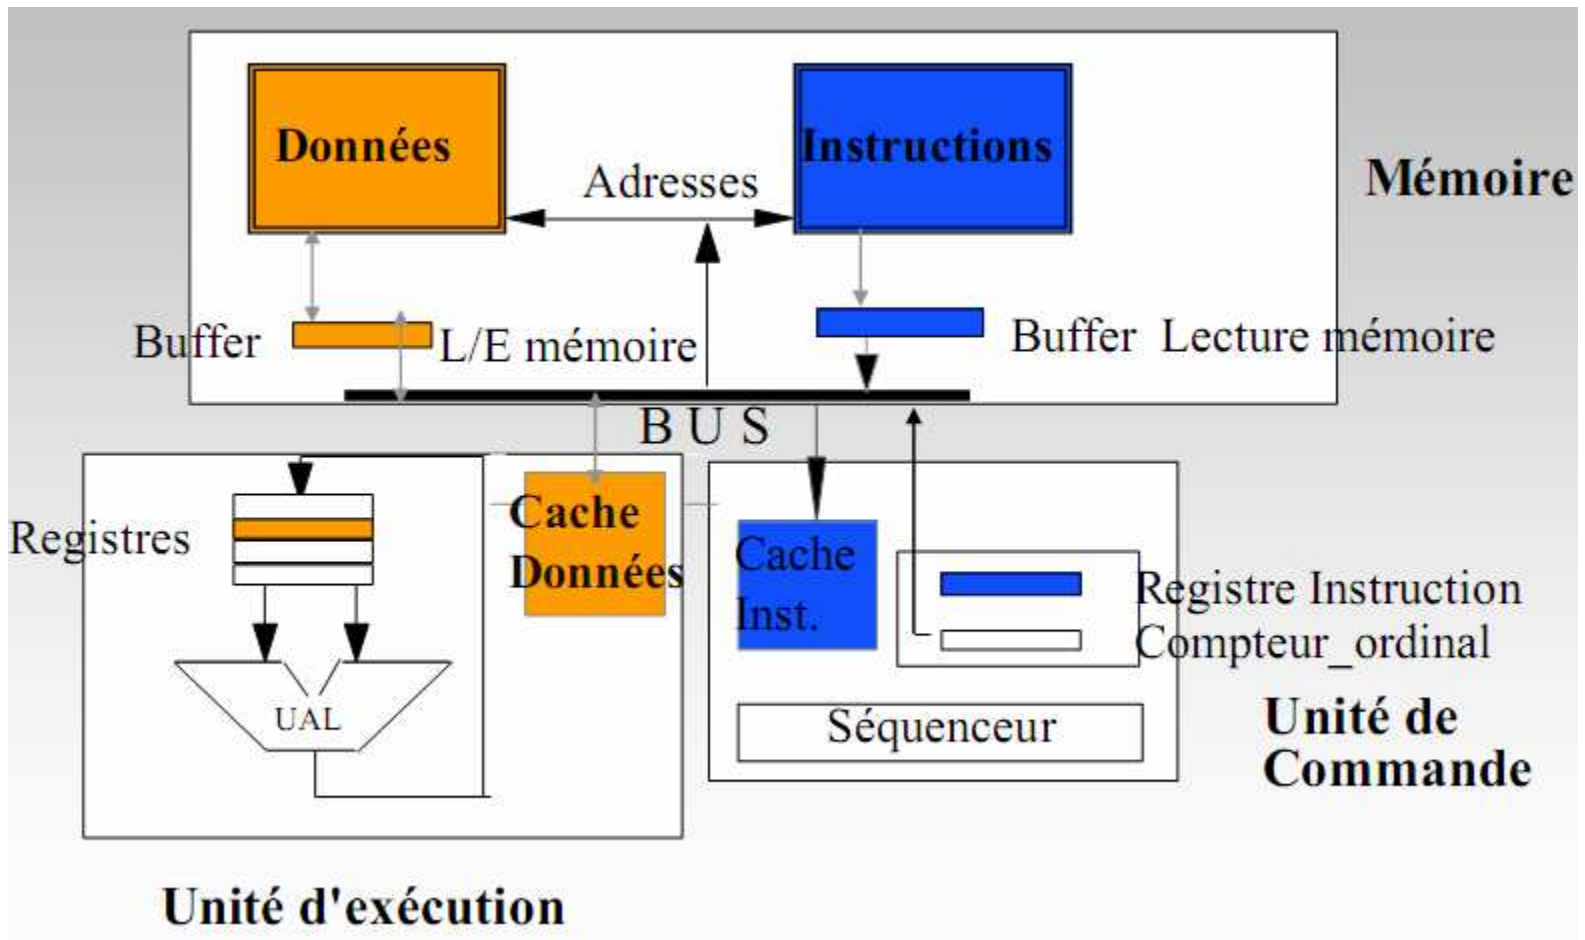 Données
Instructions
Adresses
Mémoire
Buffer
L/E mémoire
Buffer Lecture mémoire
B U S
Registres
Cache
Données
Cache
Inst.
Registre Instruction
Compteur_ordinal
UAL
Séquenceur
Unité de
Commande
Unité d'exécution